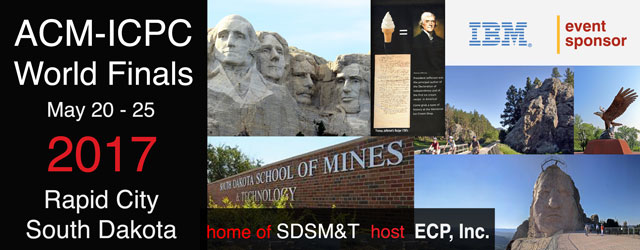 ACM-ICPC
World Finals
May 20 - 25
2017
Rapid City
South Dakota
=
IBM®
event
sponsor
SOUTH DAKOTA SCHOOL OF MINES
& TECHNOLOGY
home of SDSM&T host ECP, Inc.